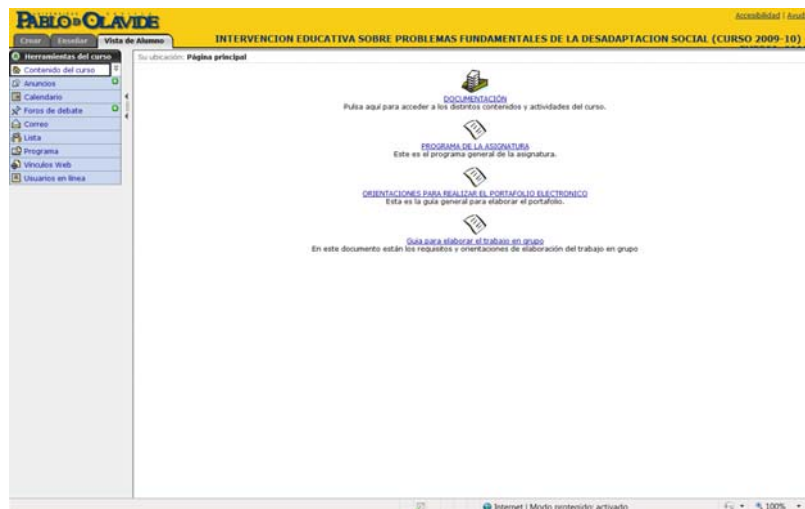 PABLO DE OLAVIDE
Accesibilidad | Ayud
Crear
Enseñar
Vista de Alumno
INTERVENCION EDUCATIVA SOBRE PROBLEMAS FUNDAMENTALES DE LA DESADAPTACION SOCIAL (CURSO 2009-10)
Herramientas del curso
Contenido del curso
Anuncios
Calendario
Foros de debate
Correo
Lista
Programa
Vínculos Web
Usuarios en línea
Su ubicación: Página principal
DOCUMENTACIÓN
Pulsa aquí para acceder a los distintos contenidos y actividades del curso.
PROGRAMA DE LA ASIGNATURA
Este es el programa general de la asignatura.
ORIENTACIONES PARA REALIZAR EL PORTAFOLIO ELECTRONICO
Esta es la guía general para elaborar el portafolio.
Guía para elaborar el trabajo en grupo
En este documento están los requisitos y orientaciones de elaboración del trabajo en grupo
Internet | Modo protegido: activado
100%